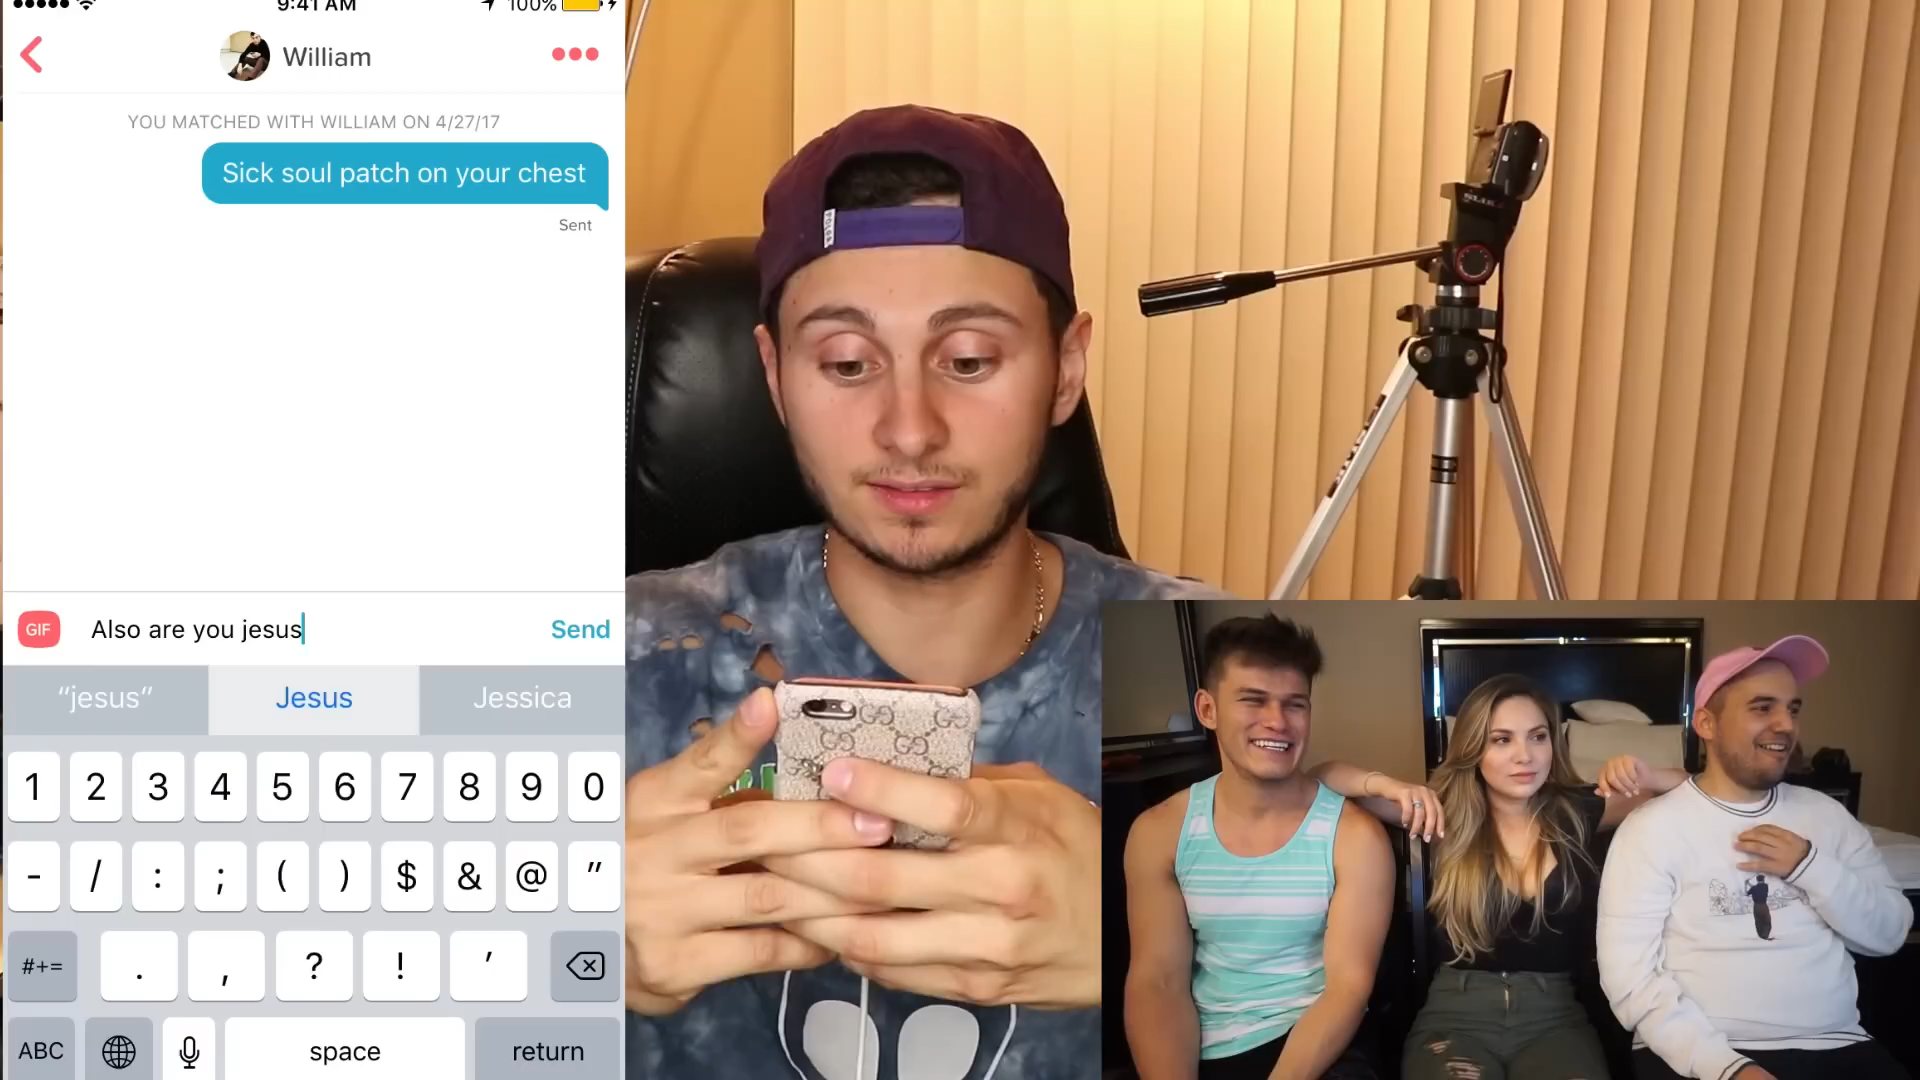 9:41 AM
100%
William
YOU MATCHED WITH WILLIAM ON 4/27/17
Sick soul patch on your chest
Sent
GIF
Also are you jesus
Send
“jesus”
Jesus
Jessica
1 2 3 4 5 6 7 8 9 0
- / : ; ( ) $ & @ "
#+= . , ? ! '
ABC
space
return